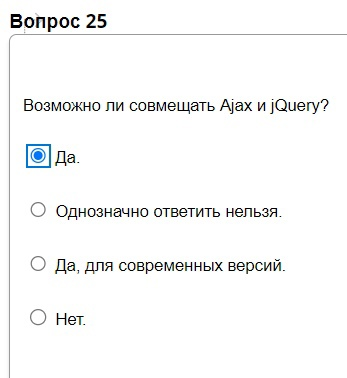 Вопрос 25
Возможно ли совмещать Ajax и jQuery?
Да.
Однозначно ответить нельзя.
Да, для современных версий.
Нет.